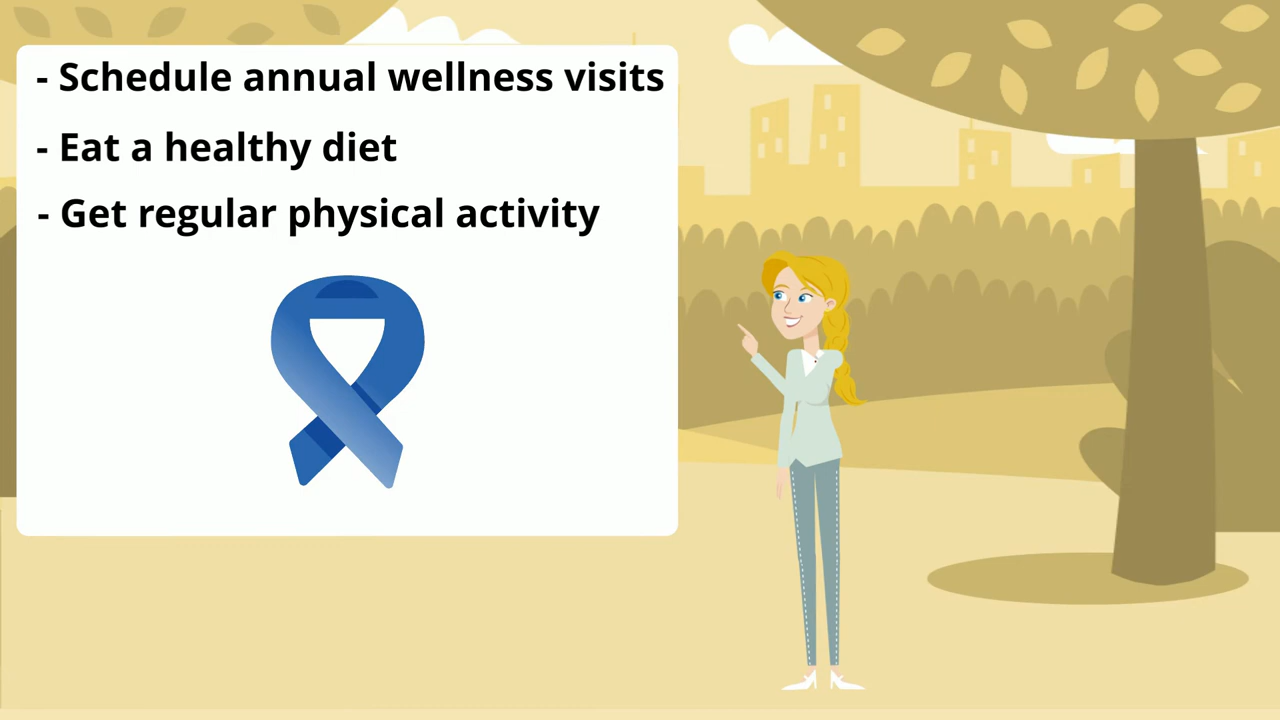 - Schedule annual wellness visits
- Eat a healthy diet
- Get regular physical activity